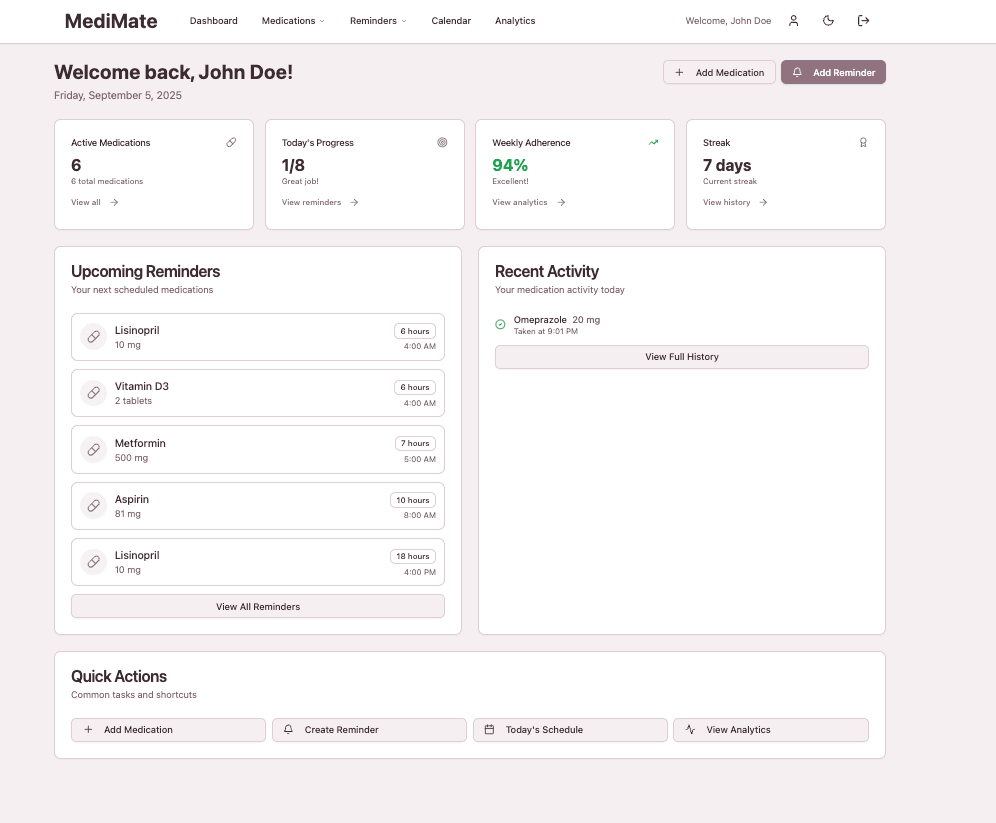 MediMate Dashboard Medications Reminders Calendar Analytics Welcome, John Doe
Welcome back, John Doe!
Friday, September 5, 2025
Add Medication Add Reminder
Active Medications
6
6 total medications
View all
Today's Progress
1/8
Great job!
View reminders
Weekly Adherence
94%
Excellent!
View analytics
Streak
7 days
Current streak
View history
Upcoming Reminders
Your next scheduled medications
Lisinopril 6 hours
10 mg 4:00 AM
Vitamin D3 6 hours
2 tablets 4:00 AM
Metformin 7 hours
500 mg 5:00 AM
Aspirin 10 hours
81 mg 8:00 AM
Lisinopril 18 hours
10 mg 4:00 PM
View All Reminders
Recent Activity
Your medication activity today
Omeprazole 20 mg
Taken at 9:01 PM
View Full History
Quick Actions
Common tasks and shortcuts
Add Medication Create Reminder Today's Schedule View Analytics